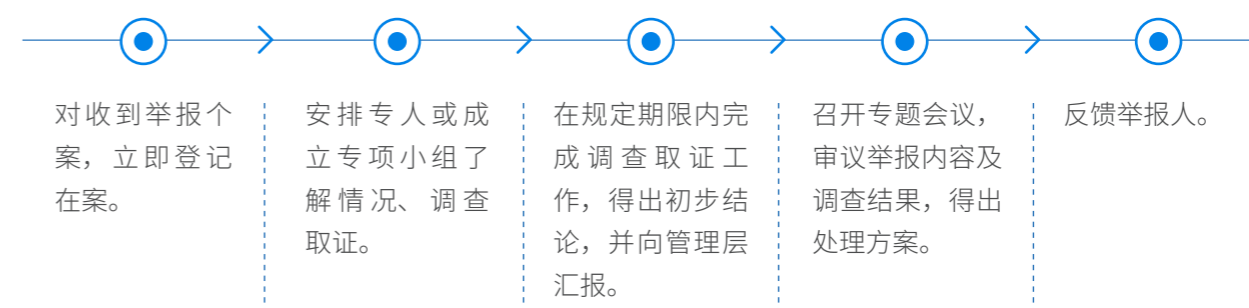 对收到举报个
案，立即登记
在案。
安排专人或成
立专项小组了
解情况、调查
取证。
在规定期限内完
成调查取证工
作，得出初步结
论，并向管理层
汇报。
召开专题会议，
审议举报内容及
调查结果，得出
处理方案。
反馈举报人。